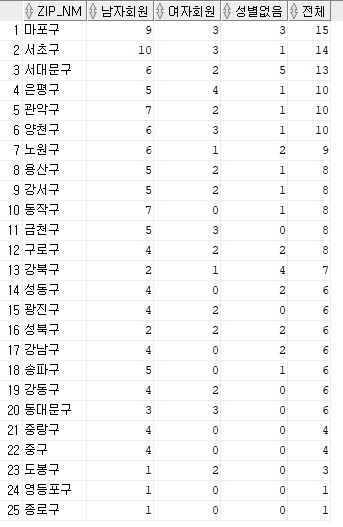 ZIP_NM 남자회원 여자회원 성별없음 전체
1 마포구 9 3 3 15
2 서초구 10 3 1 14
3 서대문구 6 2 5 13
4 은평구 5 4 1 10
5 관악구 7 2 1 10
6 양천구 6 3 1 10
7 노원구 6 1 2 9
8 용산구 5 2 1 8
9 강서구 5 2 1 8
10 동작구 7 0 1 8
11 금천구 5 3 0 8
12 구로구 4 2 2 8
13 강북구 2 1 4 7
14 성동구 4 0 2 6
15 광진구 4 2 0 6
16 성북구 2 2 2 6
17 강남구 4 0 2 6
18 송파구 5 0 1 6
19 강동구 4 2 0 6
20 동대문구 3 3 0 6
21 중랑구 4 0 0 4
22 중구 4 0 0 4
23 도봉구 1 2 0 3
24 영등포구 1 0 0 1
25 종로구 1 0 0 1